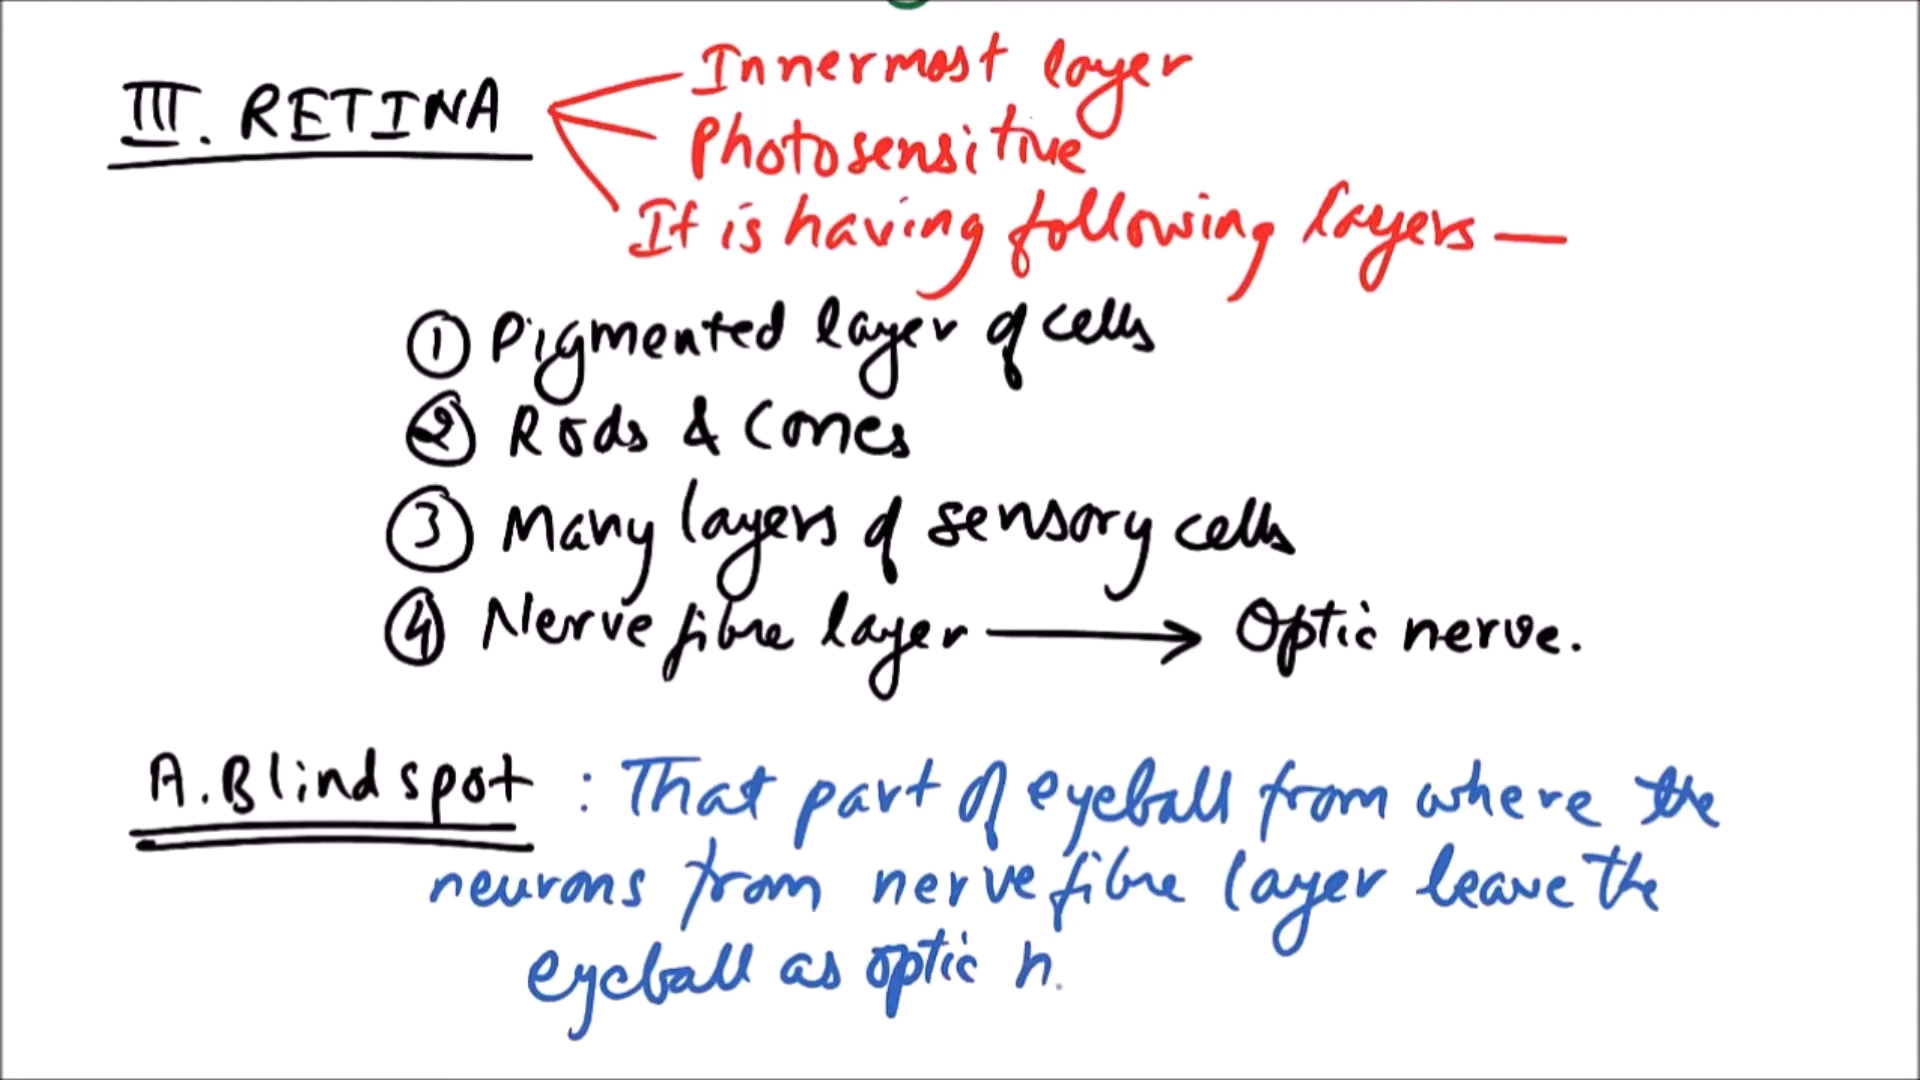 III. RETINA
Innermost layer
Photosensitive
It is having following layers —
① Pigmented layer of cells
② Rods & Cones
③ Many layers of sensory cells
④ Nerve fibre layer → Optic nerve.
A. Blind spot : That part of eyeball from where the
neurons from nerve fibre layer leave the
eyeball as optic n.